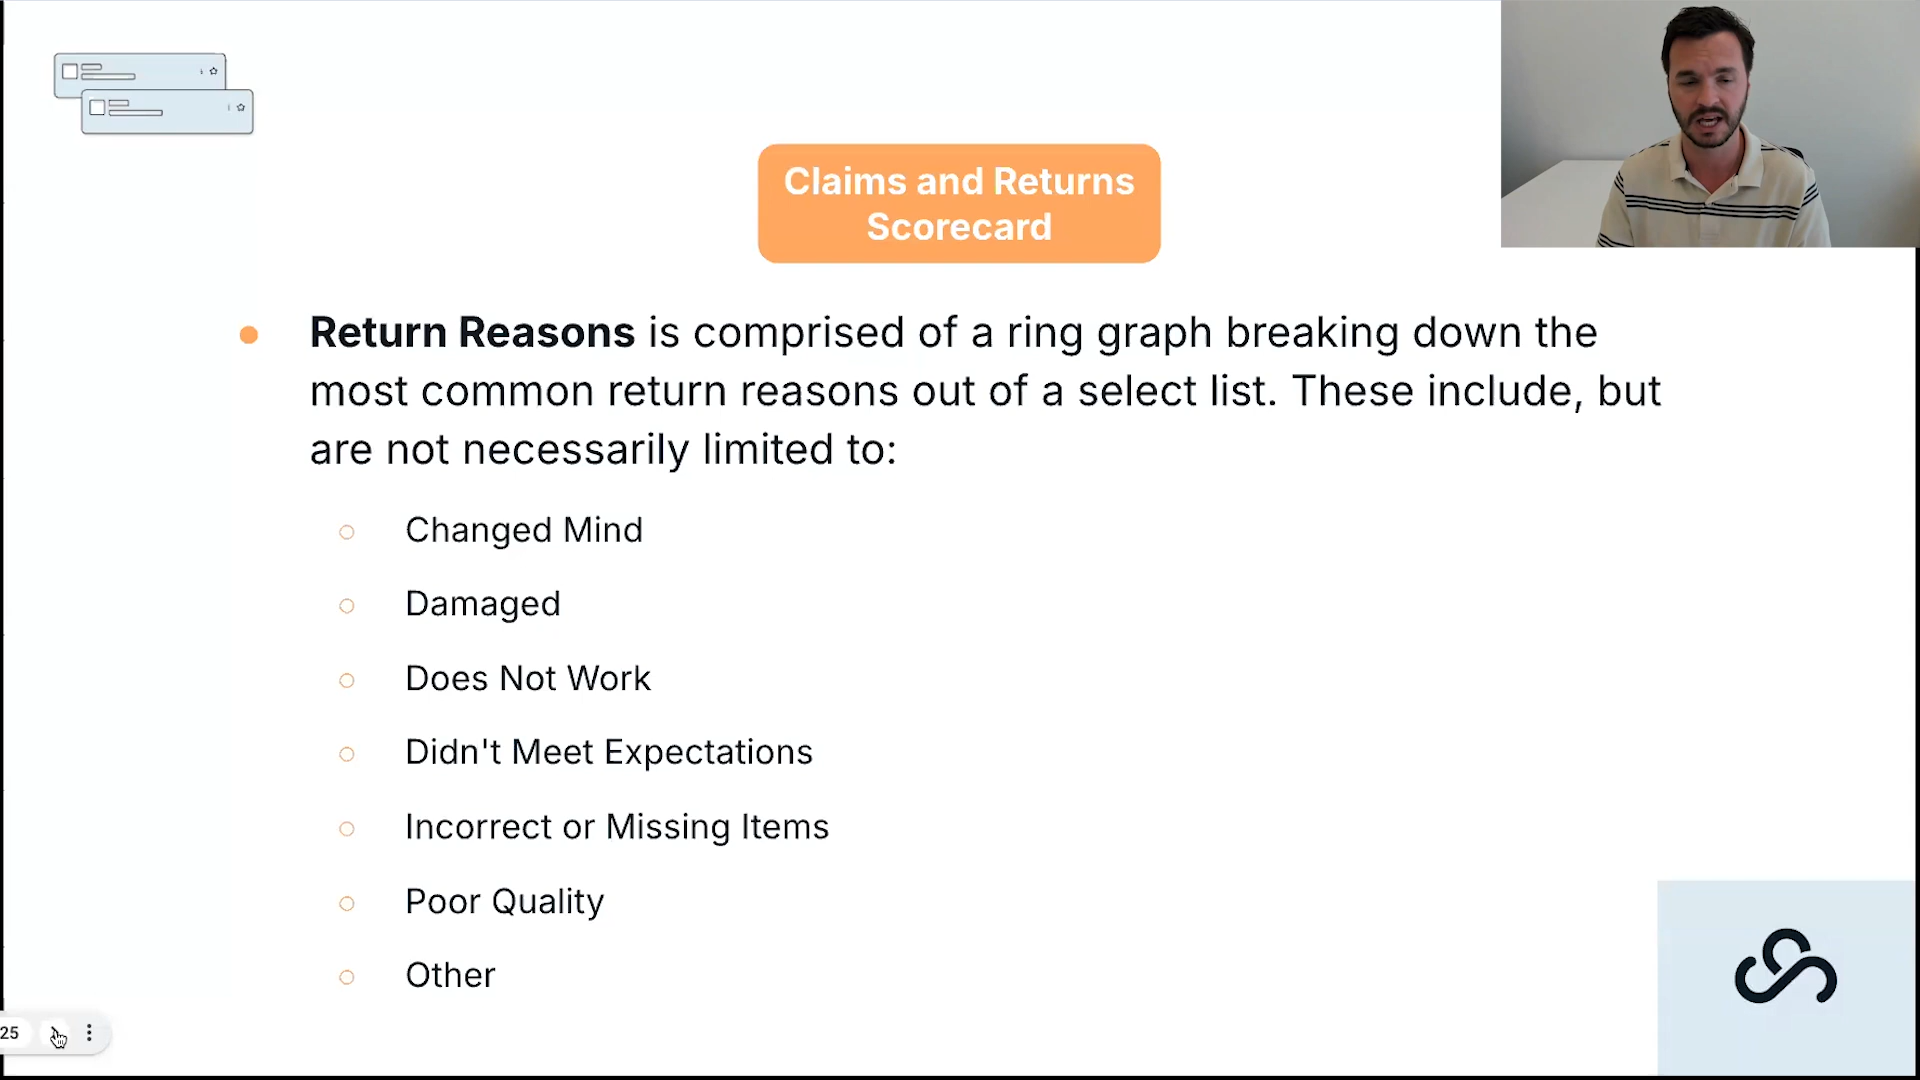 Claims and Returns
Scorecard
Return Reasons is comprised of a ring graph breaking down the
most common return reasons out of a select list. These include, but
are not necessarily limited to:
Changed Mind
Damaged
Does Not Work
Didn't Meet Expectations
Incorrect or Missing Items
Poor Quality
Other
25